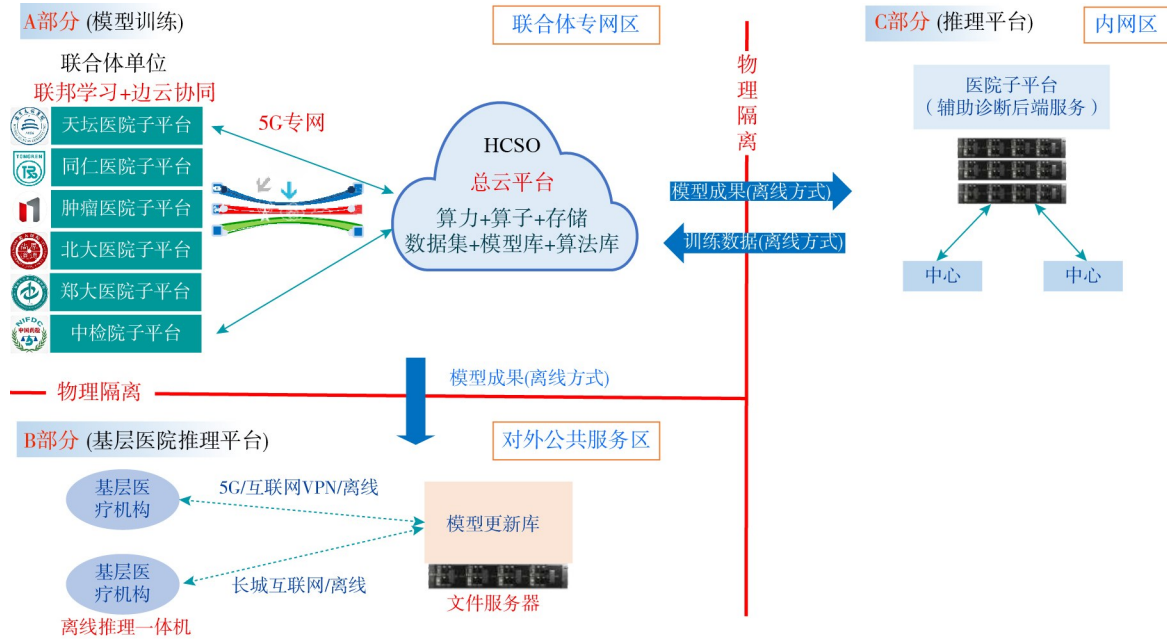 A部分 (模型训练)
联合体专网区
联合体单位
联邦学习+边云协同
天坛医院子平台
TONGREN
同仁医院子平台
肿瘤医院子平台
北大医院子平台
郑大医院子平台
NIFDC
中国药检
中检院子平台
5G专网
HCSO
总云平台
算力+算子+存储
数据集+模型库+算法库
物理隔离
模型成果(离线方式)
训练数据(离线方式)
C部分 (推理平台)
内网区
医院子平台
（辅助诊断后端服务）
中心
中心
物理隔离
模型成果(离线方式)
B部分 (基层医院推理平台)
对外公共服务区
基层医
疗机构
5G/互联网VPN/离线
基层医
疗机构
长城互联网/离线
离线推理一体机
模型更新库
文件服务器